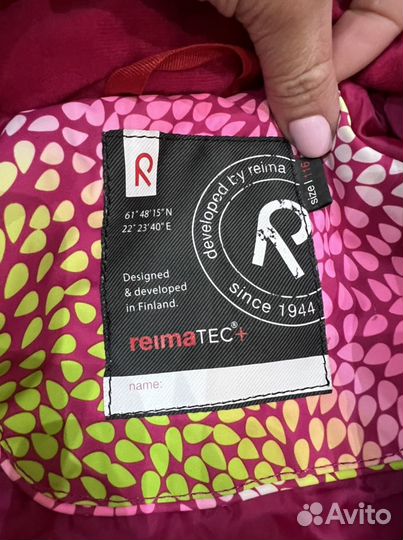 R
61° 48' 15" N
22° 23' 40" E
developed by reima
R
since 1944
size 116
Designed
& developed
in Finland.
reimaTEC®+
name:
Avito